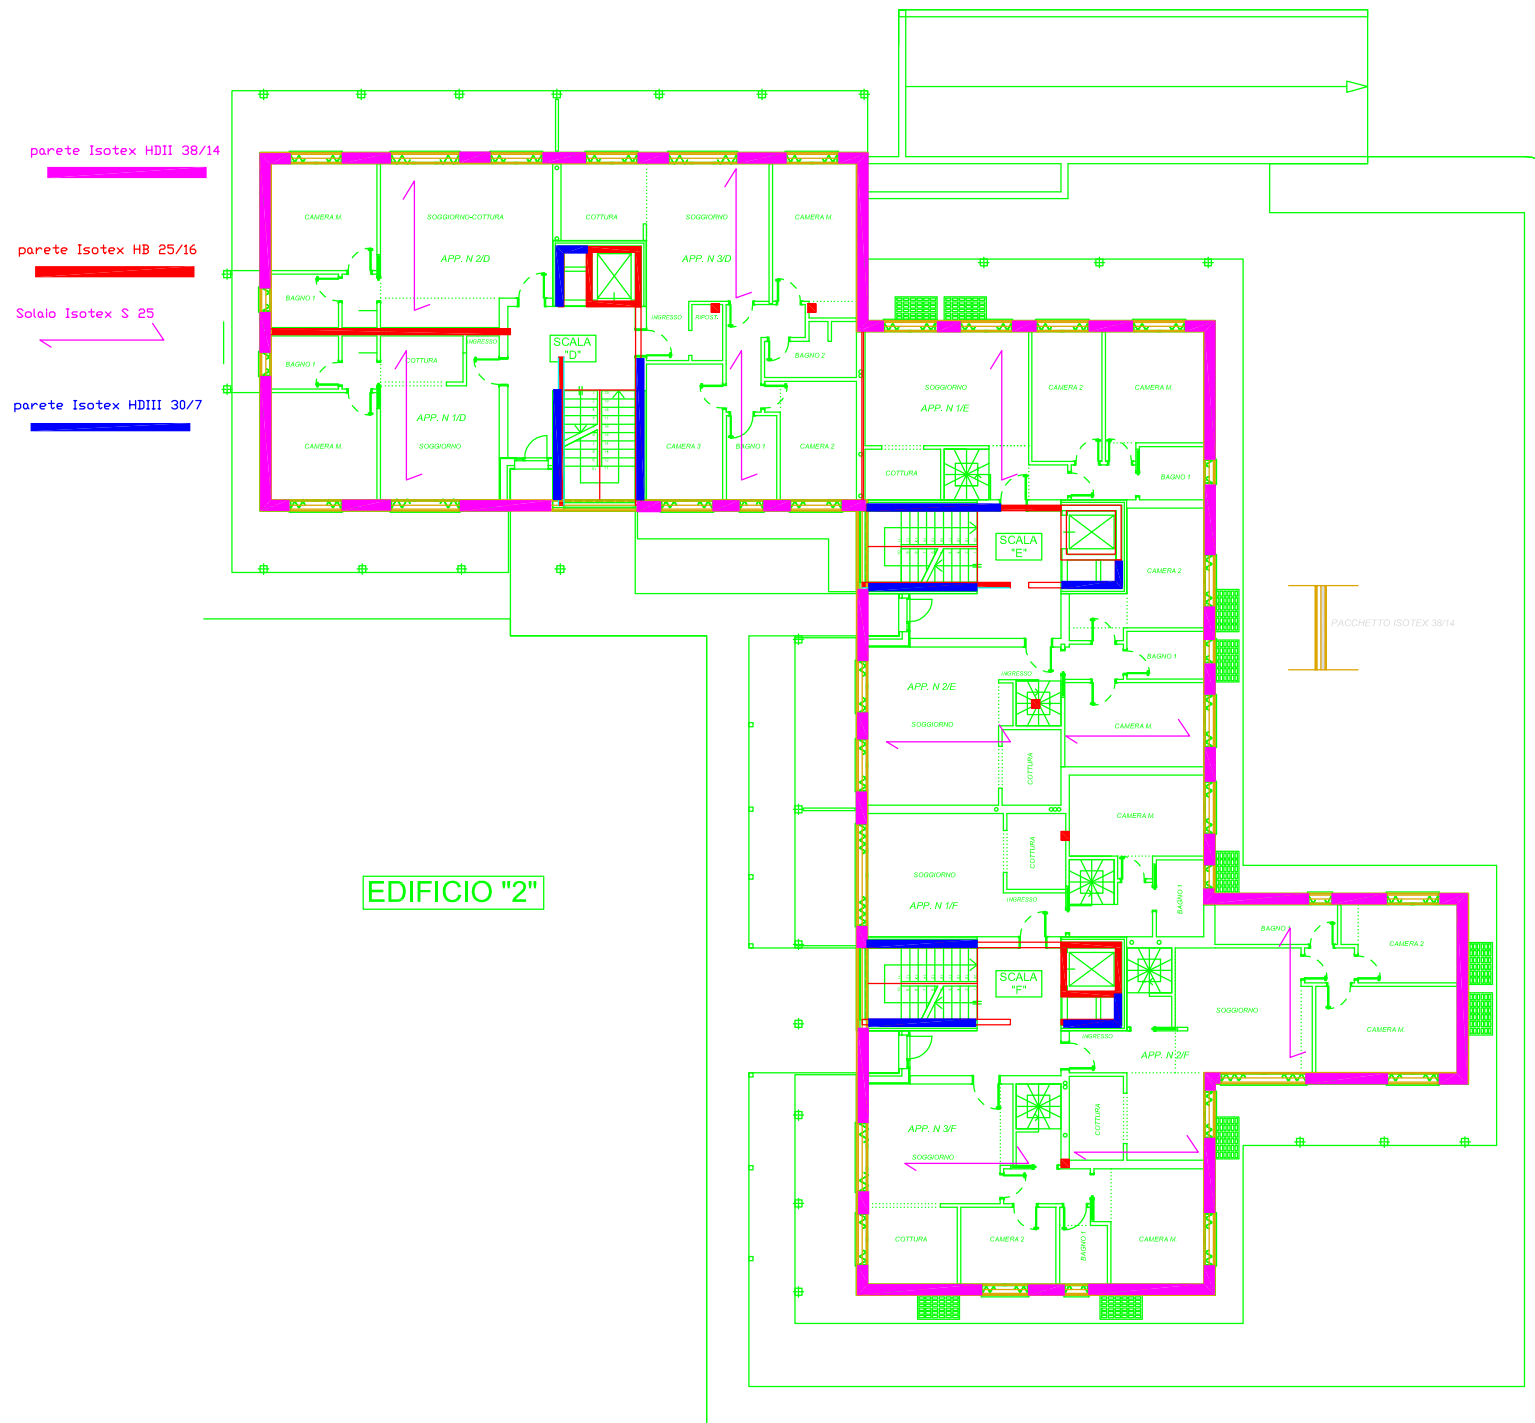 parete Isotex HDII 38/14
parete Isotex HB 25/16
Solaio Isotex S 25
parete Isotex HDIII 30/7
CAMERA M.
SOGGIORNO-COTTURA
COTTURA
SOGGIORNO
CAMERA M.
APP. N 2/D
APP. N 3/D
BAGNO 1
INGRESSO
RIPOST.
SCALA
"D"
BAGNO 1
COTTURA
INGRESSO
BAGNO 2
APP. N 1/D
CAMERA M.
SOGGIORNO
CAMERA 3
BAGNO 1
CAMERA 2
SOGGIORNO
CAMERA 2
CAMERA M.
APP. N 1/E
COTTURA
BAGNO 1
SCALA
"E"
CAMERA 2
PACCHETTO ISOTEX 38/14
BAGNO 1
INGRESSO
APP. N 2/E
SOGGIORNO
CAMERA M.
COTTURA
CAMERA M.
COTTURA
SOGGIORNO
INGRESSO
BAGNO 1
APP. N 1/F
EDIFICIO "2"
BAGNO 1
CAMERA 2
SCALA
"F"
SOGGIORNO
CAMERA M.
INGRESSO
APP. N 2/F
COTTURA
APP. N 3/F
SOGGIORNO
COTTURA
CAMERA 2
BAGNO 1
CAMERA M.